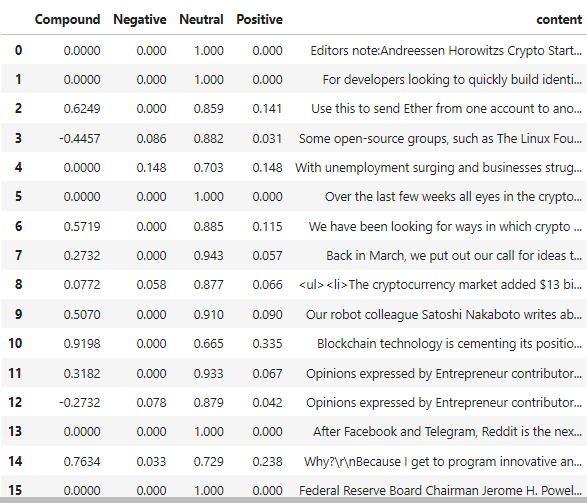 Compound Negative Neutral Positive content
0 0.0000 0.000 1.000 0.000 Editors note:Andreessen Horowitzs Crypto Start...
1 0.0000 0.000 1.000 0.000 For developers looking to quickly build identi...
2 0.6249 0.000 0.859 0.141 Use this to send Ether from one account to ano...
3 -0.4457 0.086 0.882 0.031 Some open-source groups, such as The Linux Fou...
4 0.0000 0.148 0.703 0.148 With unemployment surging and businesses strug...
5 0.0000 0.000 1.000 0.000 Over the last few weeks all eyes in the crypto...
6 0.5719 0.000 0.885 0.115 We have been looking for ways in which crypto ...
7 0.2732 0.000 0.943 0.057 Back in March, we put out our call for ideas t...
8 0.0772 0.058 0.877 0.066 <ul><li>The cryptocurrency market added $13 bi...
9 0.5070 0.000 0.910 0.090 Our robot colleague Satoshi Nakaboto writes ab...
10 0.9198 0.000 0.665 0.335 Blockchain technology is cementing its positio...
11 0.3182 0.000 0.933 0.067 Opinions expressed by Entrepreneur contributor...
12 -0.2732 0.078 0.879 0.042 Opinions expressed by Entrepreneur contributor...
13 0.0000 0.000 1.000 0.000 After Facebook and Telegram, Reddit is the nex...
14 0.7634 0.033 0.729 0.238 Why?\r\nBecause I get to program innovative an...
15 0.0000 0.000 1.000 0.000 Federal Reserve Board Chairman Jerome H. Powel...